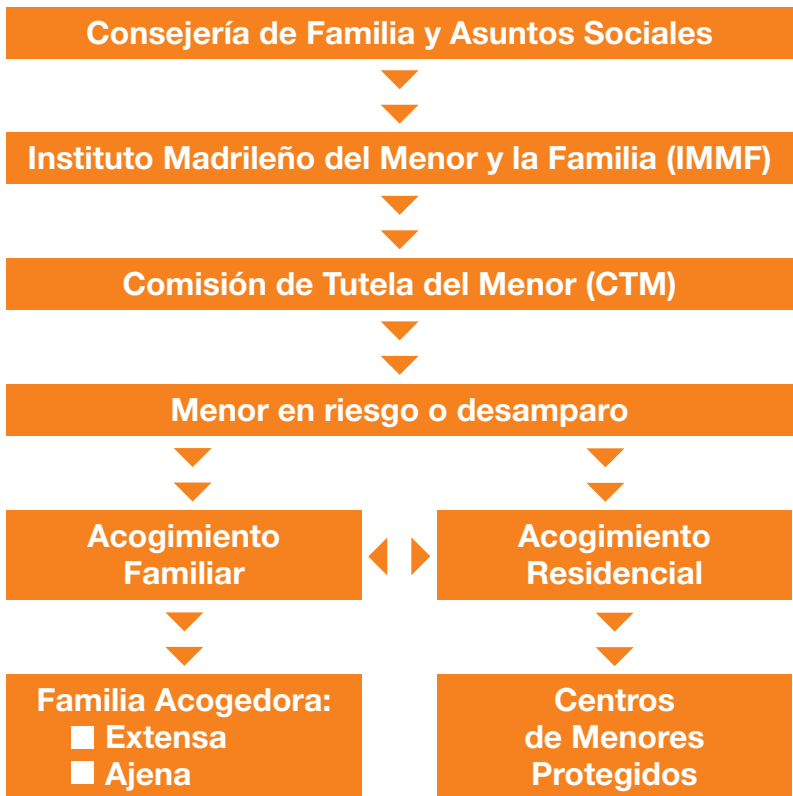 Consejería de Familia y Asuntos Sociales
Instituto Madrileño del Menor y la Familia (IMMF)
Comisión de Tutela del Menor (CTM)
Menor en riesgo o desamparo
Acogimiento
Familiar
Acogimiento
Residencial
Familia Acogedora:
Extensa
Ajena
Centros
de Menores
Protegidos